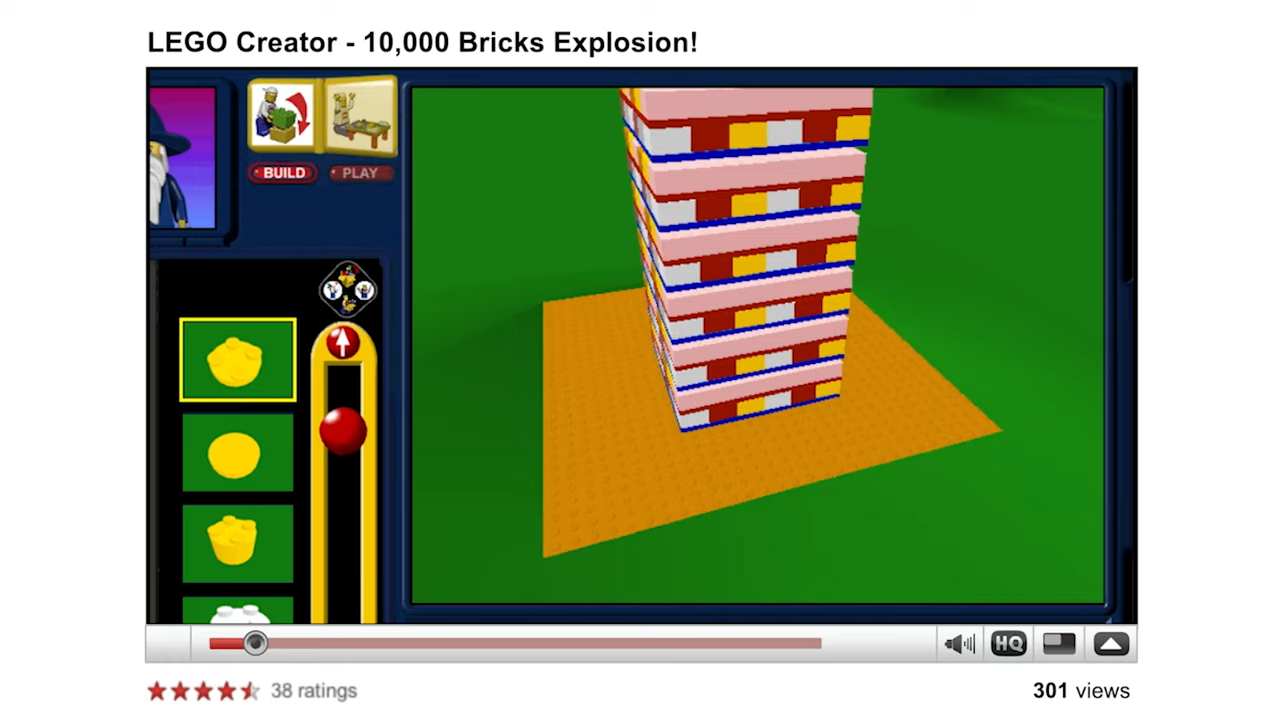 LEGO Creator - 10,000 Bricks Explosion!
BUILD
PLAY
HQ
38 ratings
301 views